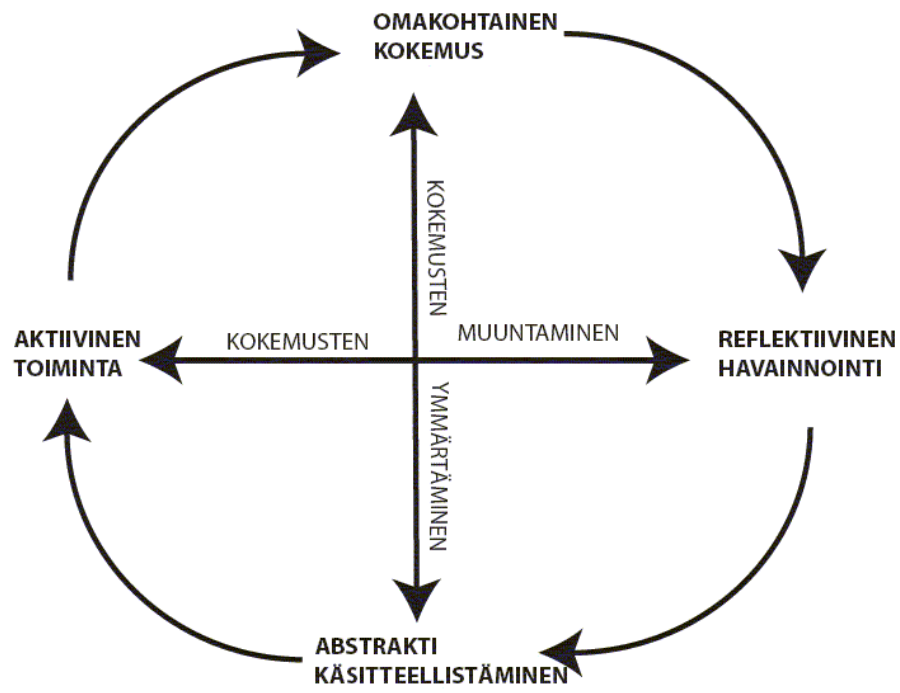 OMAKOHTAINEN
KOKEMUS
KOKEMUSTEN
AKTIIVINEN
TOIMINTA
KOKEMUSTEN
MUUNTAMINEN
REFLEKTIIVINEN
HAVAINNOINTI
YMMÄRTÄMINEN
ABSTRAKTI
KÄSITTEELLISTÄMINEN